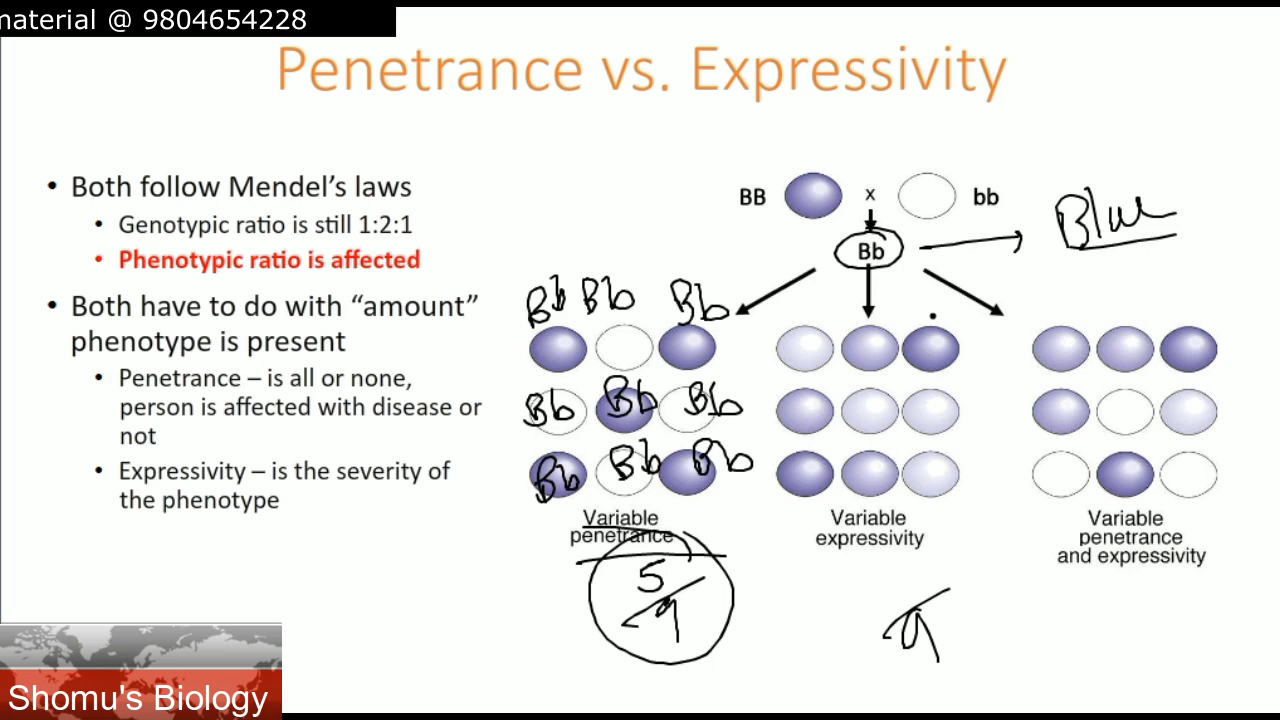 material @ 9804654228
Penetrance vs. Expressivity
• Both follow Mendel’s laws
• Genotypic ratio is still 1:2:1
• Phenotypic ratio is affected
• Both have to do with “amount”
phenotype is present
• Penetrance – is all or none,
person is affected with disease or
not
• Expressivity – is the severity of
the phenotype
BB x bb
Bb
Blue
Bb Bb Bb
Bb Bb Bb
Bb Bb Bb
Variable
penetrance
5/9
Variable
expressivity
9
Variable
penetrance
and expressivity
Shomu's Biology